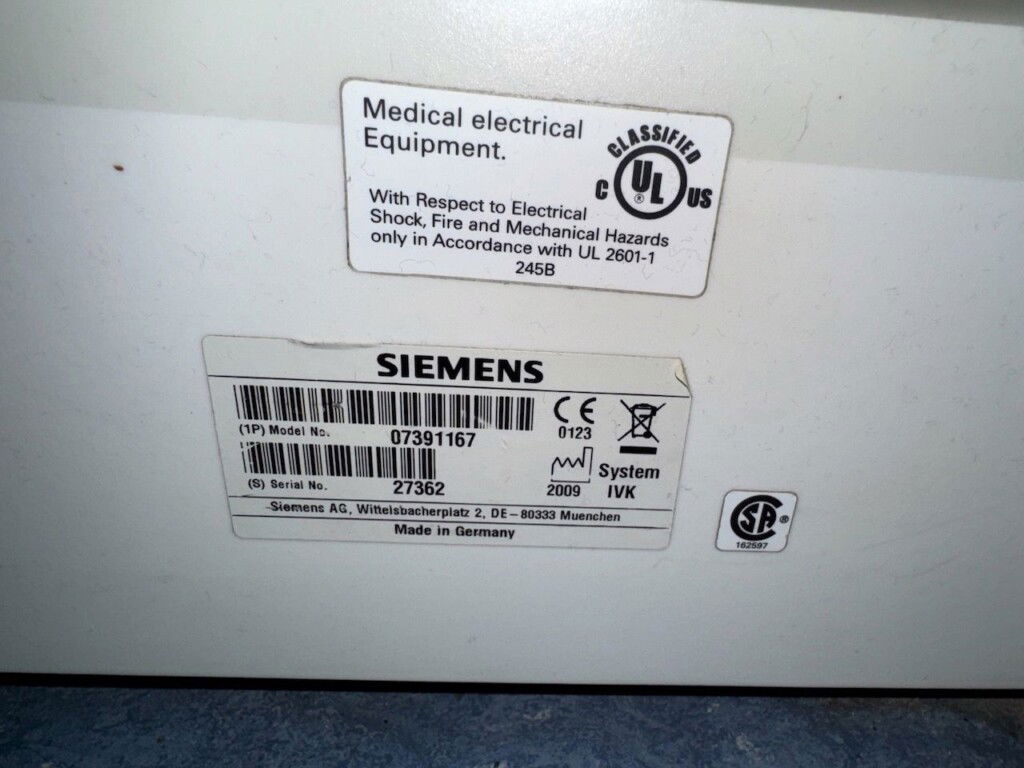 Medical electrical
Equipment.
CLASSIFIED
C UL ® US
With Respect to Electrical
Shock, Fire and Mechanical Hazards
only in Accordance with UL 2601-1
245B
SIEMENS
CE
0123
(1P) Model No. 07391167
(S) Serial No. 27362
2009
System
IVK
Siemens AG, Wittelsbacherplatz 2, DE-80333 Muenchen
Made in Germany
SA ®
162597